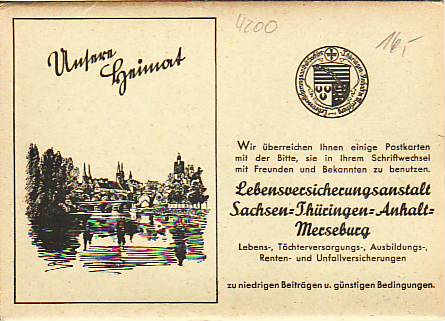 Unsere
Heimat
4200
16,-
Wir überreichen Ihnen einige Postkarten
mit der Bitte, sie in Ihrem Schriftwechsel
mit Freunden und Bekannten zu benutzen.
Lebensversicherungsanstalt
Sachsen=Thüringen=Anhalt=
Merseburg
Lebens-, Töchterversorgungs-, Ausbildungs-,
Renten- und Unfallversicherungen
zu niedrigen Beiträgen u. günstigen Bedingungen.